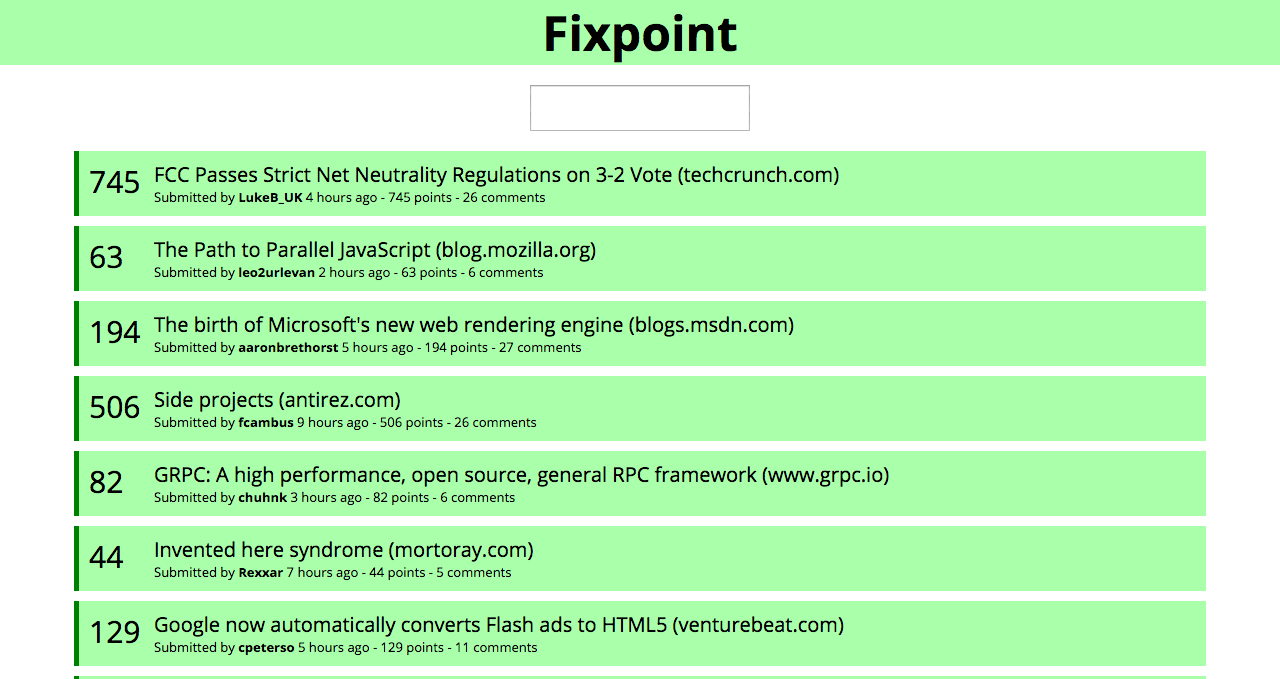 Fixpoint
745
FCC Passes Strict Net Neutrality Regulations on 3-2 Vote (techcrunch.com)
Submitted by LukeB_UK 4 hours ago - 745 points - 26 comments
63
The Path to Parallel JavaScript (blog.mozilla.org)
Submitted by leo2urlevan 2 hours ago - 63 points - 6 comments
194
The birth of Microsoft's new web rendering engine (blogs.msdn.com)
Submitted by aaronbrethorst 5 hours ago - 194 points - 27 comments
506
Side projects (antirez.com)
Submitted by fcambus 9 hours ago - 506 points - 26 comments
82
GRPC: A high performance, open source, general RPC framework (www.grpc.io)
Submitted by chuhnk 3 hours ago - 82 points - 6 comments
44
Invented here syndrome (mortoray.com)
Submitted by Rexxar 7 hours ago - 44 points - 5 comments
129
Google now automatically converts Flash ads to HTML5 (venturebeat.com)
Submitted by cpeterso 5 hours ago - 129 points - 11 comments